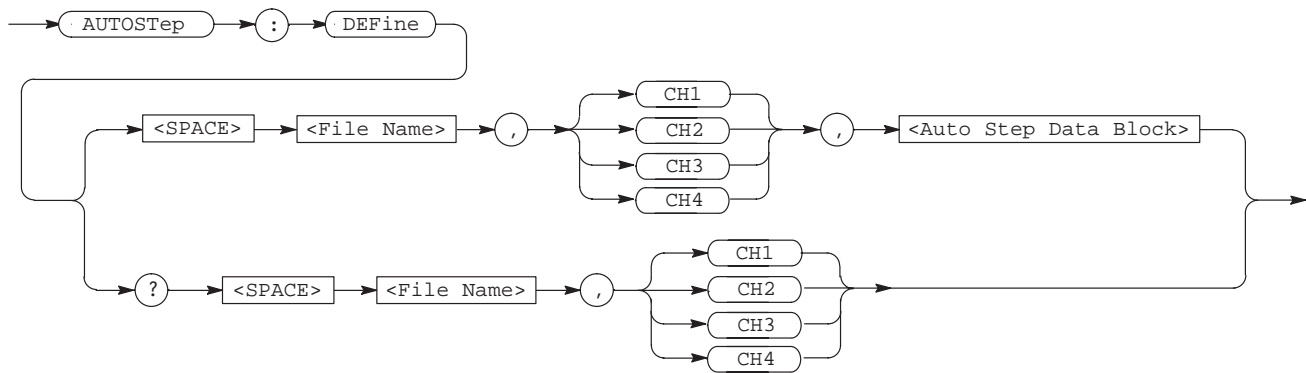 AUTOSTep : DEFine
<SPACE> <File Name> , CH1 , <Auto Step Data Block>
CH2
CH3
CH4
? <SPACE> <File Name> , CH1
CH2
CH3
CH4